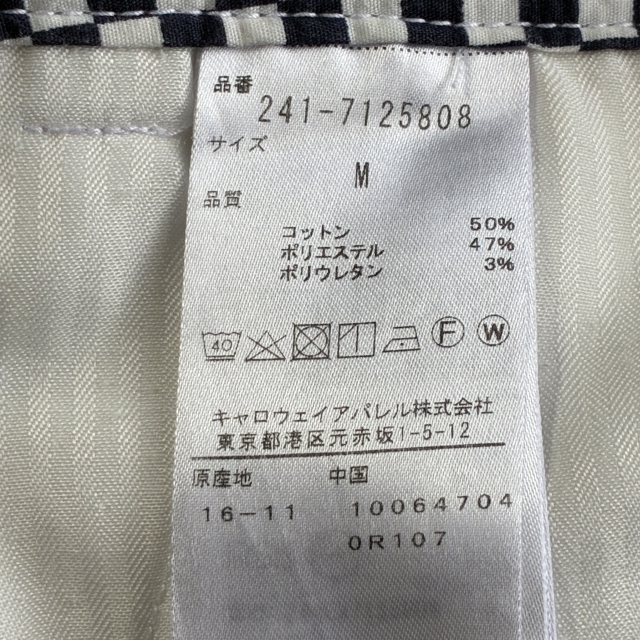 品番
241-7125808
サイズ
M
品質
コットン 50%
ポリエステル 47%
ポリウレタン 3%
40 F W
キャロウェイアパレル株式会社
東京都港区元赤坂1-5-12
原産地 中国
16-11 10064704
0R107